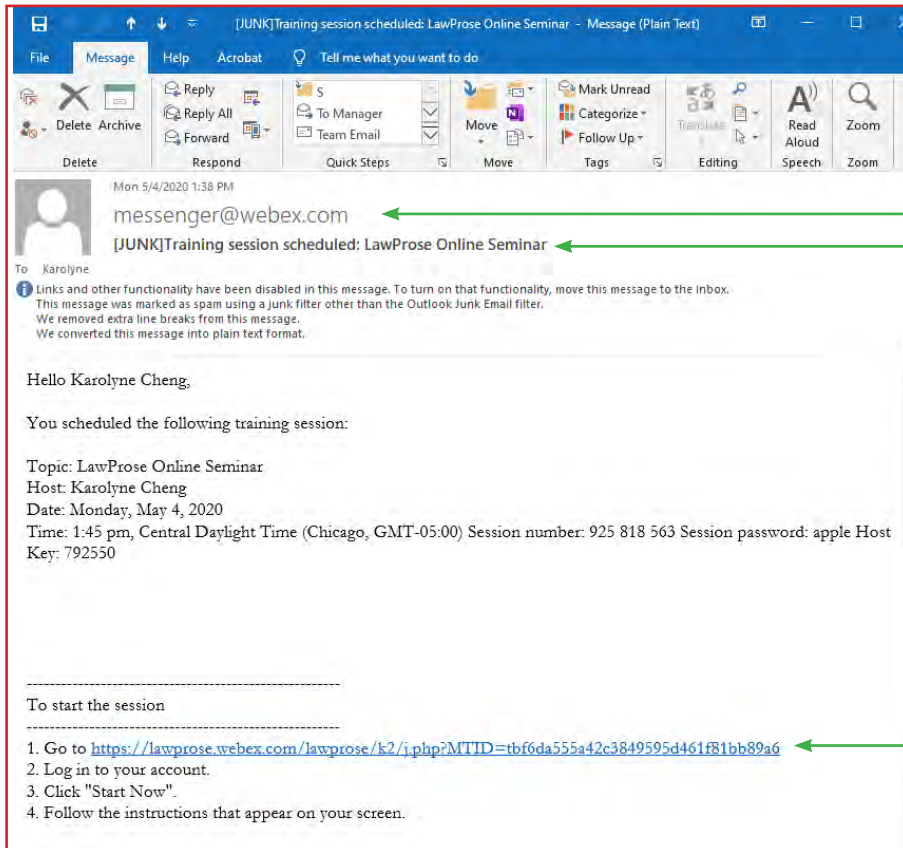 [JUNK]Training session scheduled: LawProse Online Seminar - Message (Plain Text)
File Message Help Acrobat Tell me what you want to do
Delete Archive
Reply
Reply All
Forward
S
To Manager
Team Email
Move
Mark Unread
Categorize
Follow Up
Translate
Read Aloud
Zoom
Delete Respond Quick Steps Move Tags Editing Speech Zoom
Mon 5/4/2020 1:38 PM
messenger@webex.com
[JUNK]Training session scheduled: LawProse Online Seminar
To Karolyne
Links and other functionality have been disabled in this message. To turn on that functionality, move this message to the Inbox.
This message was marked as spam using a junk filter other than the Outlook Junk Email filter.
We removed extra line breaks from this message.
We converted this message into plain text format.
Hello Karolyne Cheng,
You scheduled the following training session:
Topic: LawProse Online Seminar
Host: Karolyne Cheng
Date: Monday, May 4, 2020
Time: 1:45 pm, Central Daylight Time (Chicago, GMT-05:00) Session number: 925 818 563 Session password: apple Host
Key: 792550
-------------------------------------------------------
To start the session
-------------------------------------------------------
1. Go to https://lawprose.webex.com/lawprose/k2/j.php?MTID=tbf6da555a42c3849595d461f81bb89a6
2. Log in to your account.
3. Click "Start Now".
4. Follow the instructions that appear on your screen.